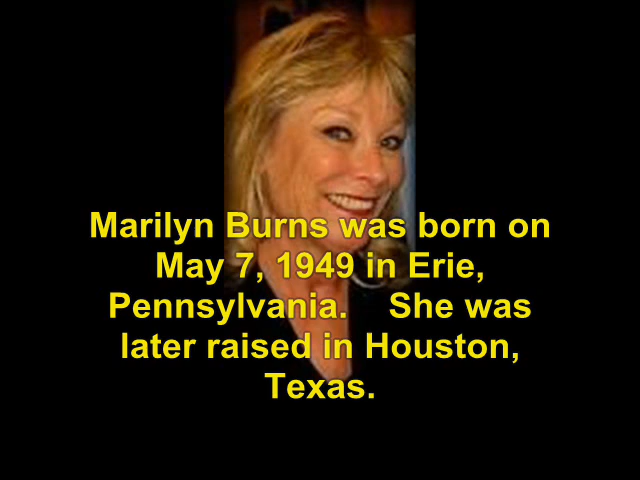 Marilyn Burns was born on
May 7, 1949 in Erie,
Pennsylvania.    She was
later raised in Houston,
Texas.